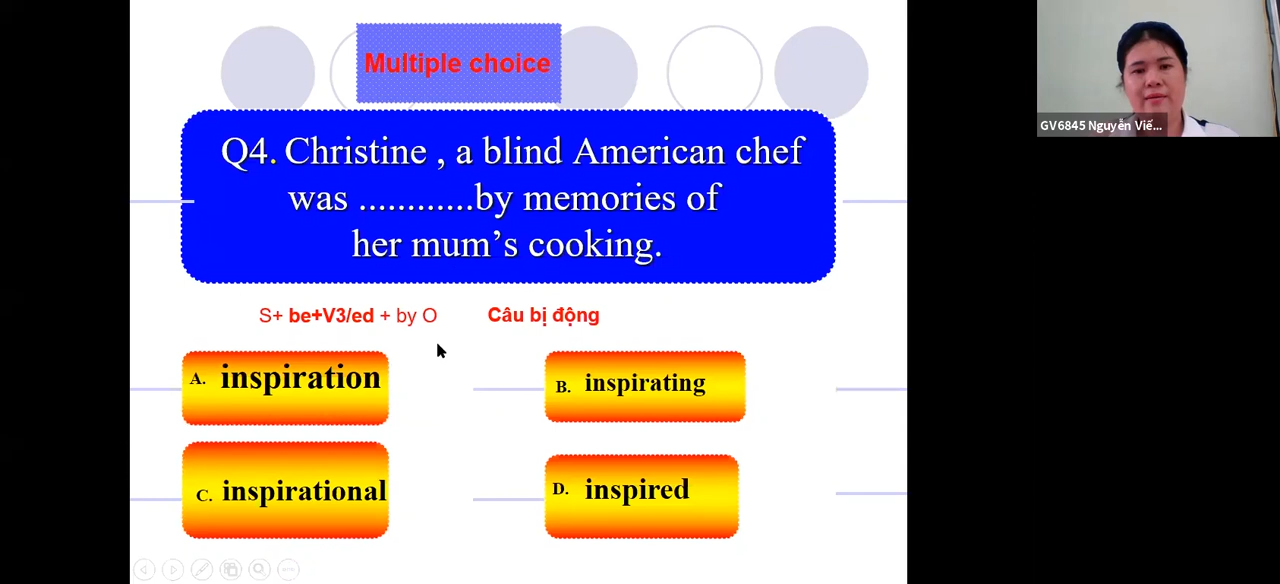 Multiple choice
GV6845 Nguyễn Viế...
Q4. Christine , a blind American chef
was ............by memories of
her mum's cooking.
S+ be+V3/ed + by O
Câu bị động
A. inspiration
B. inspirating
C. inspirational
D. inspired